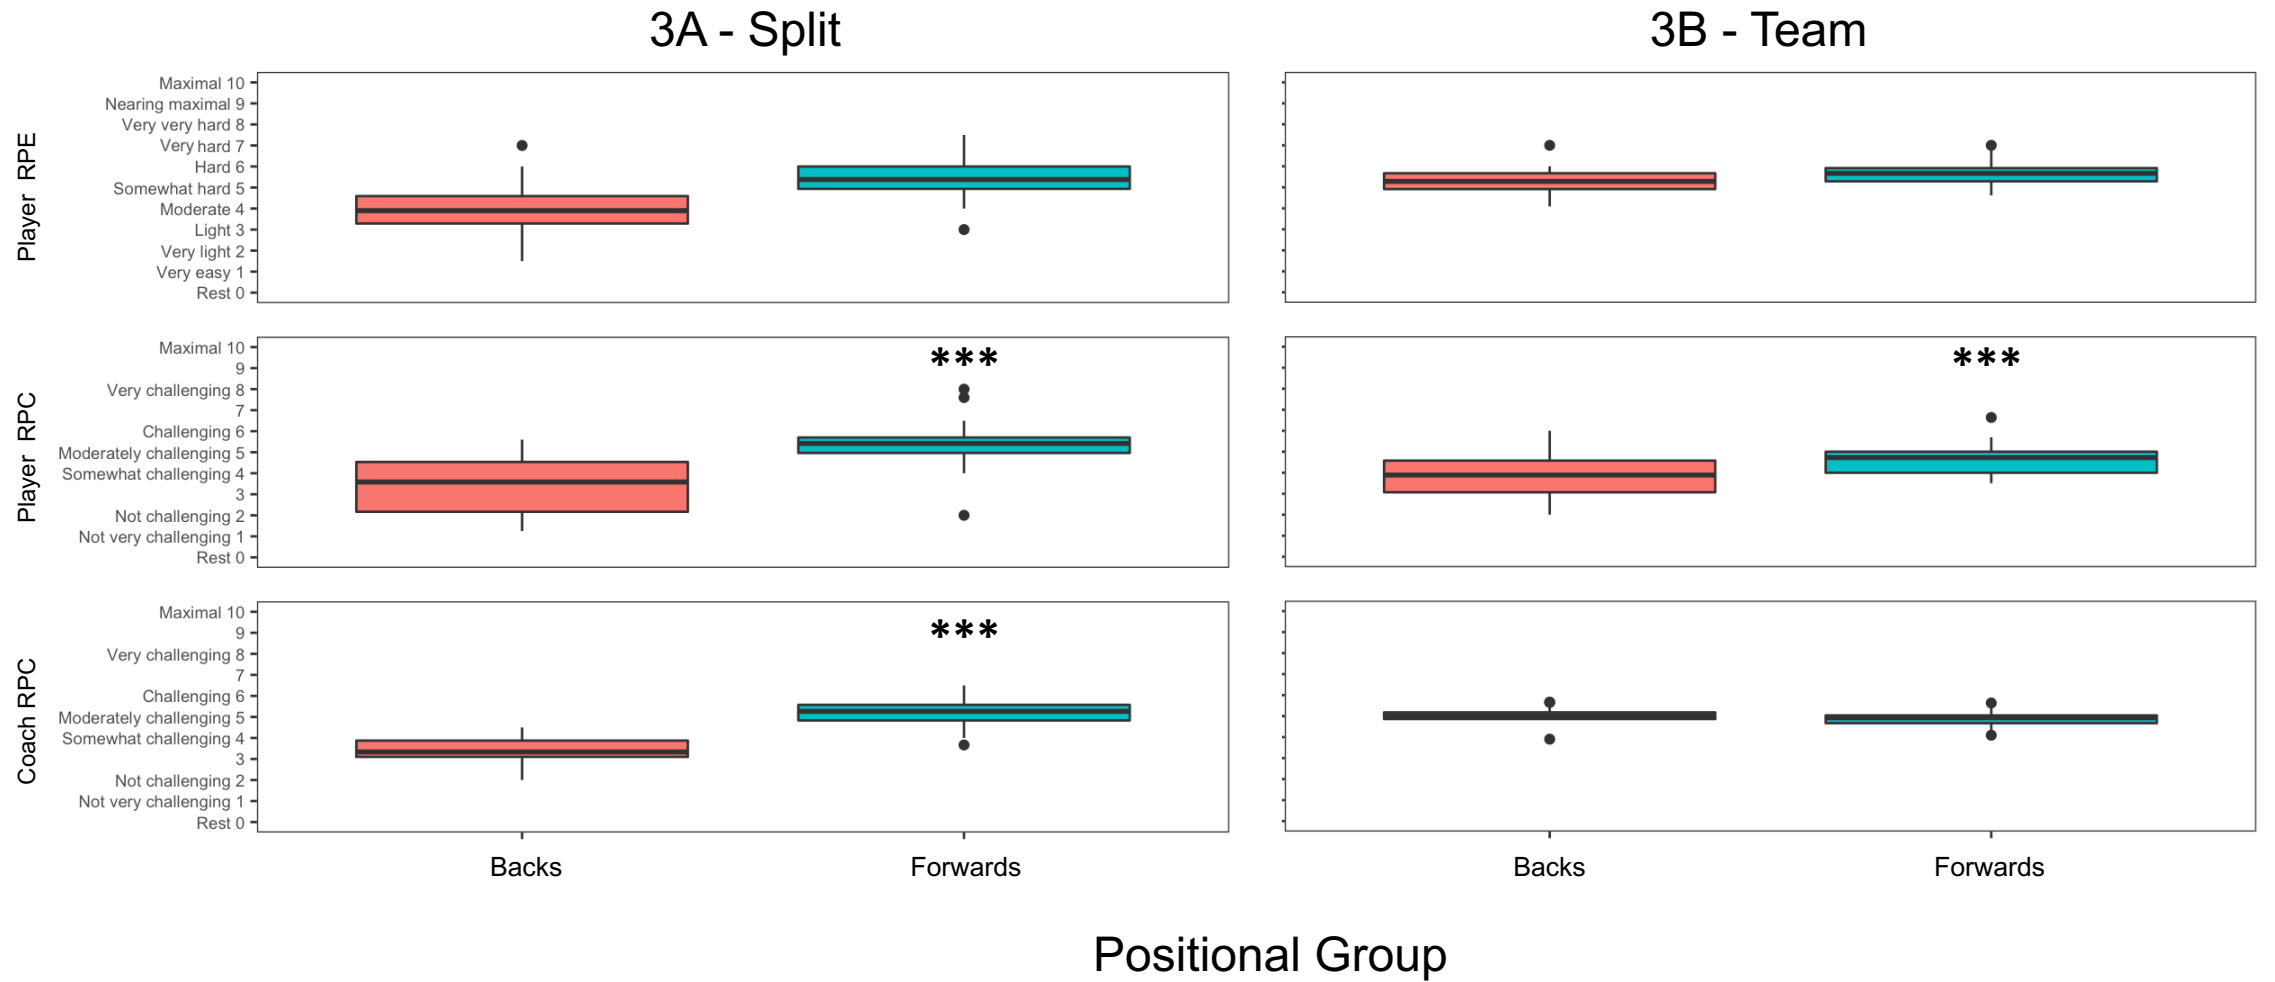 3A - Split
3B - Team
Player RPE
Maximal 10
Nearing maximal 9
Very very hard 8
Very hard 7
Hard 6
Somewhat hard 5
Moderate 4
Light 3
Very light 2
Very easy 1
Rest 0
Player RPC
Maximal 10
9
Very challenging 8
7
Challenging 6
Moderately challenging 5
Somewhat challenging 4
3
Not challenging 2
Not very challenging 1
Rest 0
***
***
Coach RPC
Maximal 10
9
Very challenging 8
7
Challenging 6
Moderately challenging 5
Somewhat challenging 4
3
Not challenging 2
Not very challenging 1
Rest 0
***
Backs
Forwards
Backs
Forwards
Positional Group